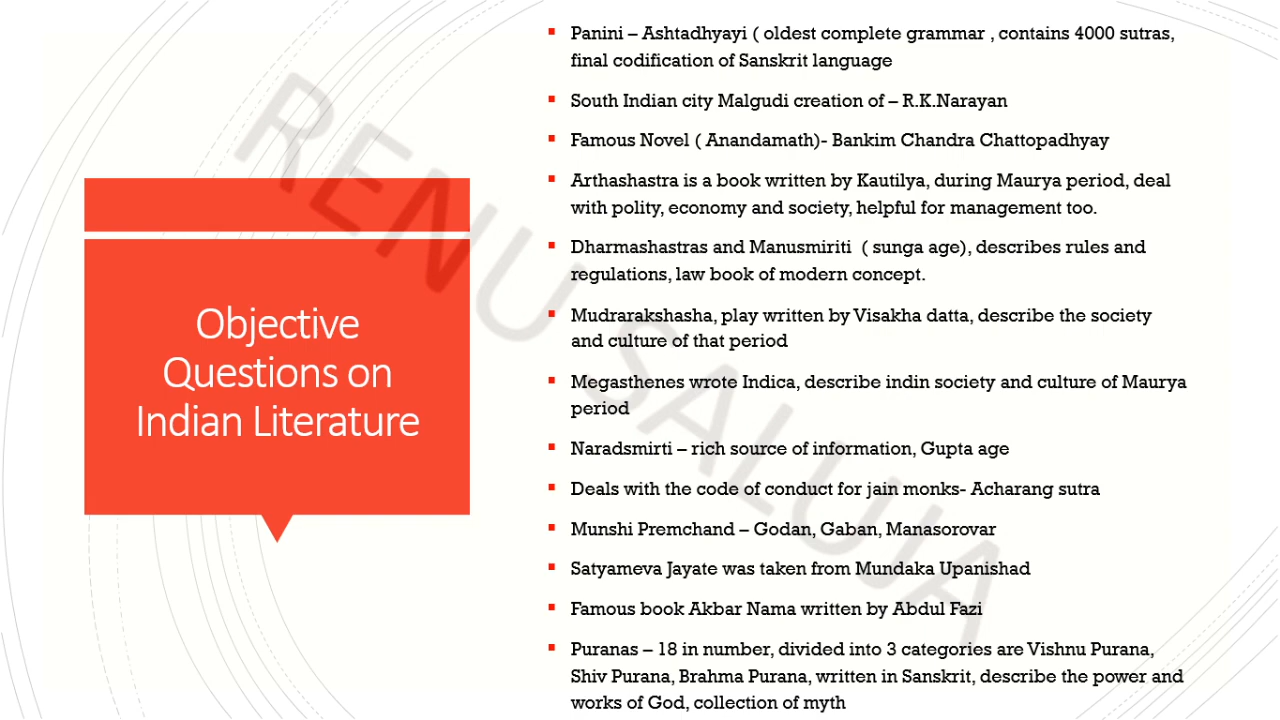 Objective
Questions on
Indian Literature
Panini – Ashtadhyayi ( oldest complete grammar , contains 4000 sutras,
final codification of Sanskrit language
South Indian city Malgudi creation of – R.K.Narayan
Famous Novel ( Anandamath)- Bankim Chandra Chattopadhyay
Arthashastra is a book written by Kautilya, during Maurya period, deal
with polity, economy and society, helpful for management too.
Dharmashastras and Manusmiriti ( sunga age), describes rules and
regulations, law book of modern concept.
Mudrarakshasha, play written by Visakha datta, describe the society
and culture of that period
Megasthenes wrote Indica, describe indin society and culture of Maurya
period
Naradsmirti – rich source of information, Gupta age
Deals with the code of conduct for jain monks- Acharang sutra
Munshi Premchand – Godan, Gaban, Manasorovar
Satyameva Jayate was taken from Mundaka Upanishad
Famous book Akbar Nama written by Abdul Fazi
Puranas – 18 in number, divided into 3 categories are Vishnu Purana,
Shiv Purana, Brahma Purana, written in Sanskrit, describe the power and
works of God, collection of myth
RENU SALUJA